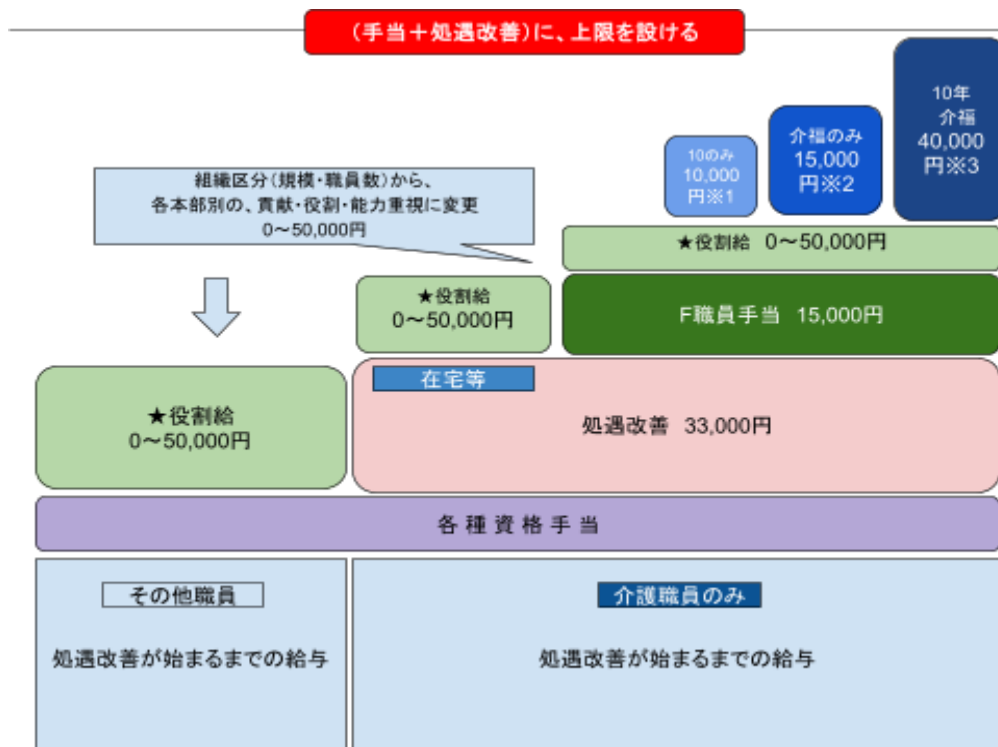 (手当＋処遇改善)に、上限を設ける
10年
介福
40,000
円※3
介福のみ
15,000
円※2
10のみ
10,000
円※1
組織区分(規模・職員数)から、
各本部別の、貢献・役割・能力重視に変更
0～50,000円
★役割給 0～50,000円
★役割給
0～50,000円
F職員手当 15,000円
在宅等
★役割給
0～50,000円
処遇改善 33,000円
各種資格手当
その他職員
介護職員のみ
処遇改善が始まるまでの給与
処遇改善が始まるまでの給与